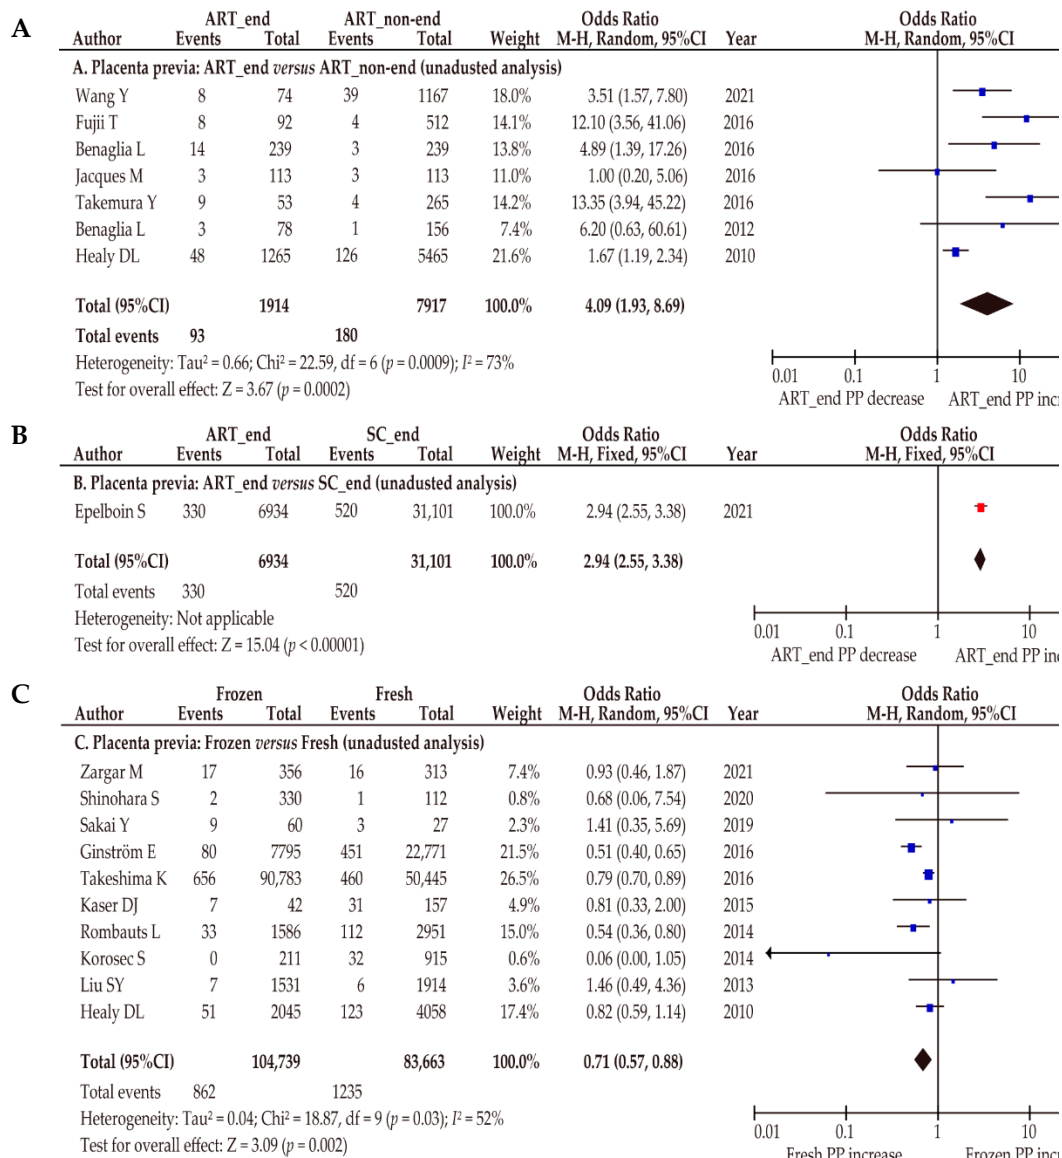 A
ART_end ART_non-end Odds Ratio Odds Ratio
Author Events Total Events Total Weight M-H, Random, 95%CI Year M-H, Random, 95%CI
A. Placenta previa: ART_end versus ART_non-end (unadusted analysis)
Wang Y 8 74 39 1167 18.0% 3.51 (1.57, 7.80) 2021
Fujii T 8 92 4 512 14.1% 12.10 (3.56, 41.06) 2016
Benaglia L 14 239 3 239 13.8% 4.89 (1.39, 17.26) 2016
Jacques M 3 113 3 113 11.0% 1.00 (0.20, 5.06) 2016
Takemura Y 9 53 4 265 14.2% 13.35 (3.94, 45.22) 2016
Benaglia L 3 78 1 156 7.4% 6.20 (0.63, 60.61) 2012
Healy DL 48 1265 126 5465 21.6% 1.67 (1.19, 2.34) 2010
Total (95%CI) 1914 7917 100.0% 4.09 (1.93, 8.69)
Total events 93 180
Heterogeneity: Tau² = 0.66; Chi² = 22.59, df = 6 (p = 0.0009); I² = 73%
Test for overall effect: Z = 3.67 (p = 0.0002)
0.01 0.1 1 10
ART_end PP decrease ART_end PP incr
B
ART_end SC_end Odds Ratio Odds Ratio
Author Events Total Events Total Weight M-H, Fixed, 95%CI Year M-H, Fixed, 95%CI
B. Placenta previa: ART_end versus SC_end (unadusted analysis)
Epelboin S 330 6934 520 31,101 100.0% 2.94 (2.55, 3.38) 2021
Total (95%CI) 6934 31,101 100.0% 2.94 (2.55, 3.38)
Total events 330 520
Heterogeneity: Not applicable
Test for overall effect: Z = 15.04 (p < 0.00001)
0.01 0.1 1 10
ART_end PP decrease ART_end PP inc
C
Frozen Fresh Odds Ratio Odds Ratio
Author Events Total Events Total Weight M-H, Random, 95%CI Year M-H, Random, 95%CI
C. Placenta previa: Frozen versus Fresh (unadusted analysis)
Zargar M 17 356 16 313 7.4% 0.93 (0.46, 1.87) 2021
Shinohara S 2 330 1 112 0.8% 0.68 (0.06, 7.54) 2020
Sakai Y 9 60 3 27 2.3% 1.41 (0.35, 5.69) 2019
Ginström E 80 7795 451 22,771 21.5% 0.51 (0.40, 0.65) 2016
Takeshima K 656 90,783 460 50,445 26.5% 0.79 (0.70, 0.89) 2016
Kaser DJ 7 42 31 157 4.9% 0.81 (0.33, 2.00) 2015
Rombauts L 33 1586 112 2951 15.0% 0.54 (0.36, 0.80) 2014
Korosec S 0 211 32 915 0.6% 0.06 (0.00, 1.05) 2014
Liu SY 7 1531 6 1914 3.6% 1.46 (0.49, 4.36) 2013
Healy DL 51 2045 123 4058 17.4% 0.82 (0.59, 1.14) 2010
Total (95%CI) 104,739 83,663 100.0% 0.71 (0.57, 0.88)
Total events 862 1235
Heterogeneity: Tau² = 0.04; Chi² = 18.87, df = 9 (p = 0.03); I² = 52%
Test for overall effect: Z = 3.09 (p = 0.002)
0.01 0.1 1 10
Fresh PP increase Frozen PP inc